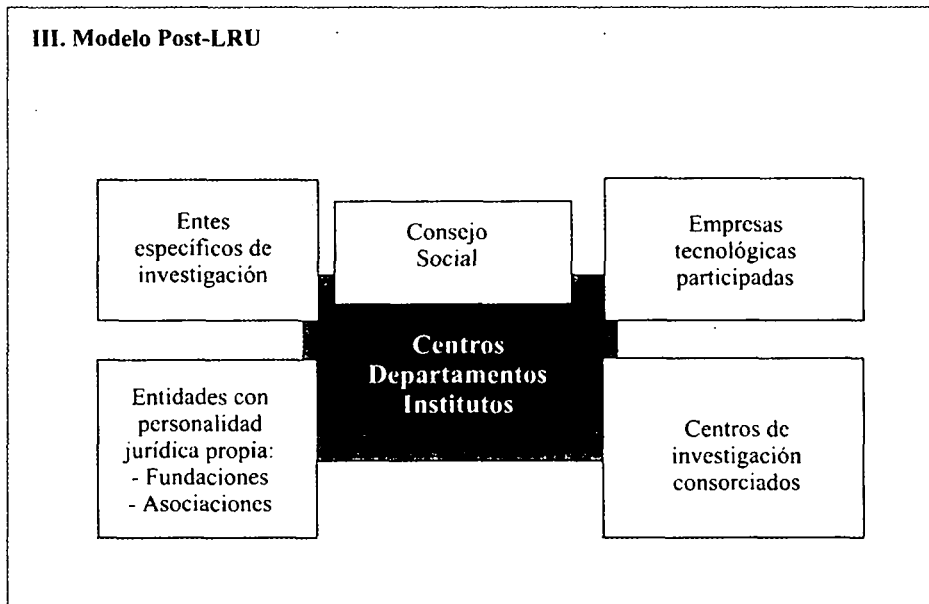 III. Modelo Post-LRU
Entes
específicos de
investigación
Consejo
Social
Empresas
tecnológicas
participadas
Centros
Departamentos
Institutos
Entidades con
personalidad
jurídica propia:
- Fundaciones
- Asociaciones
Centros de
investigación
consorciados